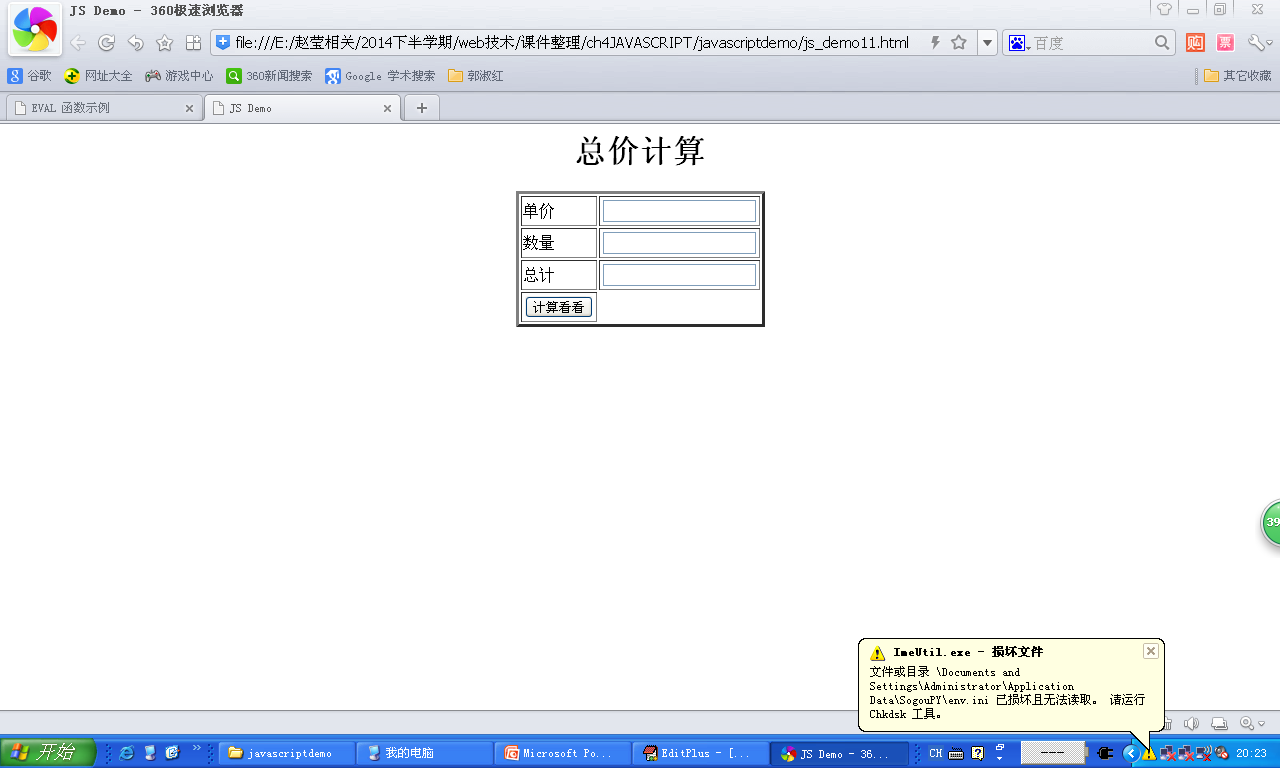 JS Demo - 360极速浏览器
file:///E:/赵莹相关/2014下半学期/web技术/课件整理/ch4JAVASCRIPT/javascriptdemo/js_demo11.html
百度
购
票
谷歌 网址大全 游戏中心 360新闻搜索 Google 学术搜索 郭淑红 其它收藏
EVAL 函数示例 JS Demo
总价计算
单价
数量
总计
计算看看
39
ImeUtil.exe - 损坏文件
文件或目录 \Documents and
Settings\Administrator\Application
Data\SogouPY\env.ini 已损坏且无法读取。 请运行
Chkdsk 工具。
开始 javascriptdemo 我的电脑 Microsoft Po... EditPlus - [... JS Demo - 36... CH 20:23